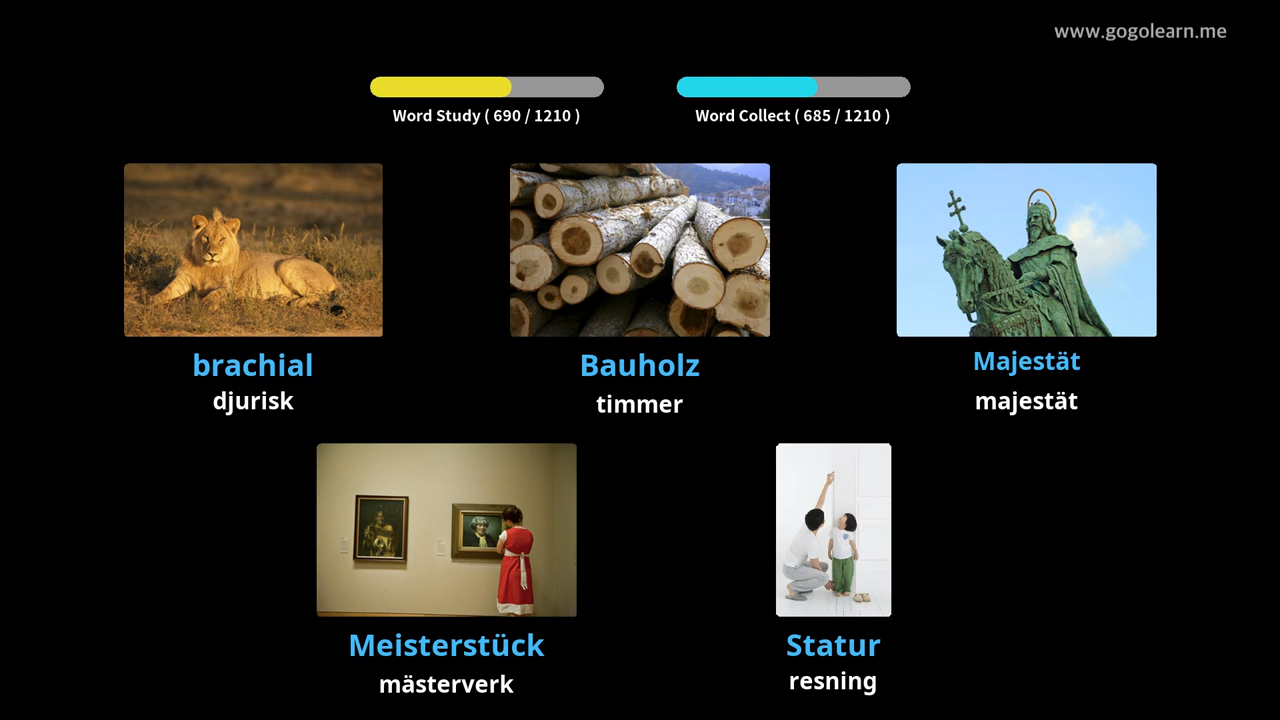 www.gogolearn.me
Word Study ( 690 / 1210 )
Word Collect ( 685 / 1210 )
brachial
djurisk
Bauholz
timmer
Majestät
majestät
Meisterstück
mästerverk
Statur
resning